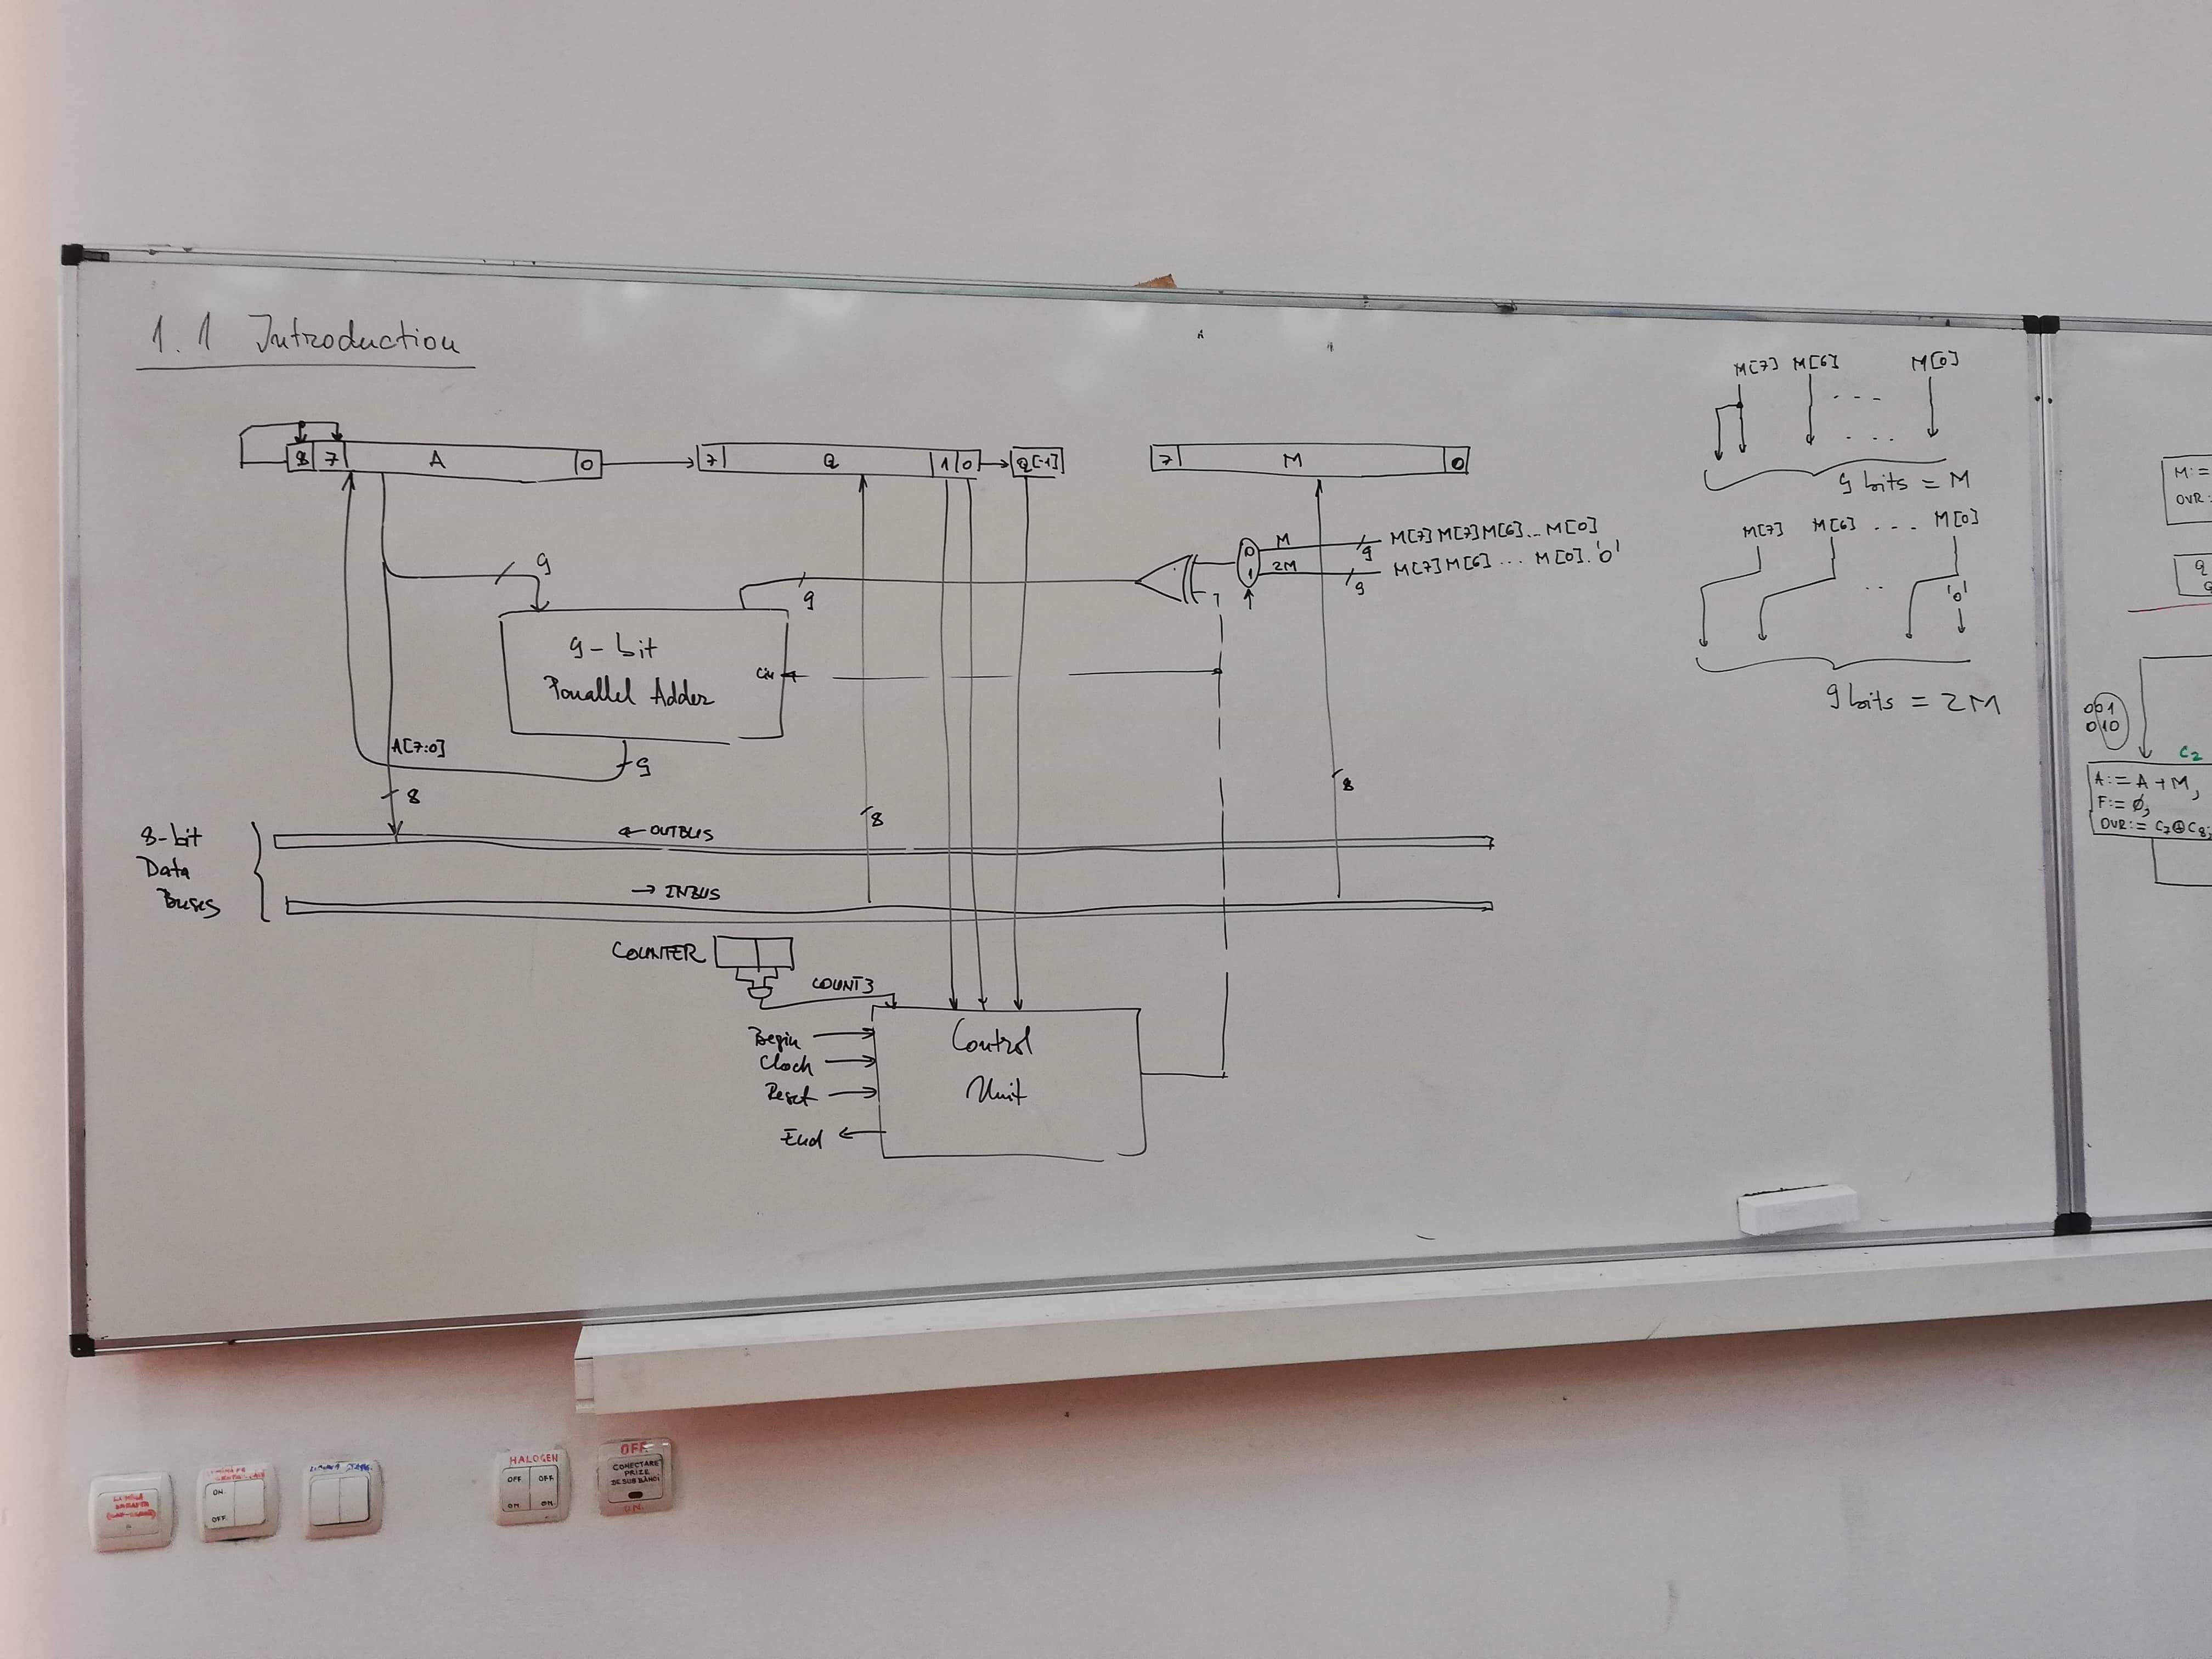 1.1 Introduction
8 7 A 0
7 Q 1 0
Q[-1]
7 M 0
9
9
9-bit
Parallel Adder
Cin
9
A[7:0]
8
8
8
0
1
M
2M
9
9
M[7]M[7]M[6]...M[0]
M[7]M[6]...M[0].'0'
8-bit
Data
Buses
← OUTBUS
→ INBUS
COUNTER
COUNT3
Begin
Clock
Reset
End
Control
Unit
M[7] M[6] --- M[0]
...
9 bits = M
M[7] M[6] --- M[0]
.. '0'
9 bits = 2M
M:=
OVR:
Q
001
010
C2
A:= A+M,
F:= Ø,
OVR:= C7⊕C8;
HALOGEN
OFF OFF
ON ON
OFF
CONECTARE
PRIZE
DE SUB BĂNCI
ON
ON
OFF